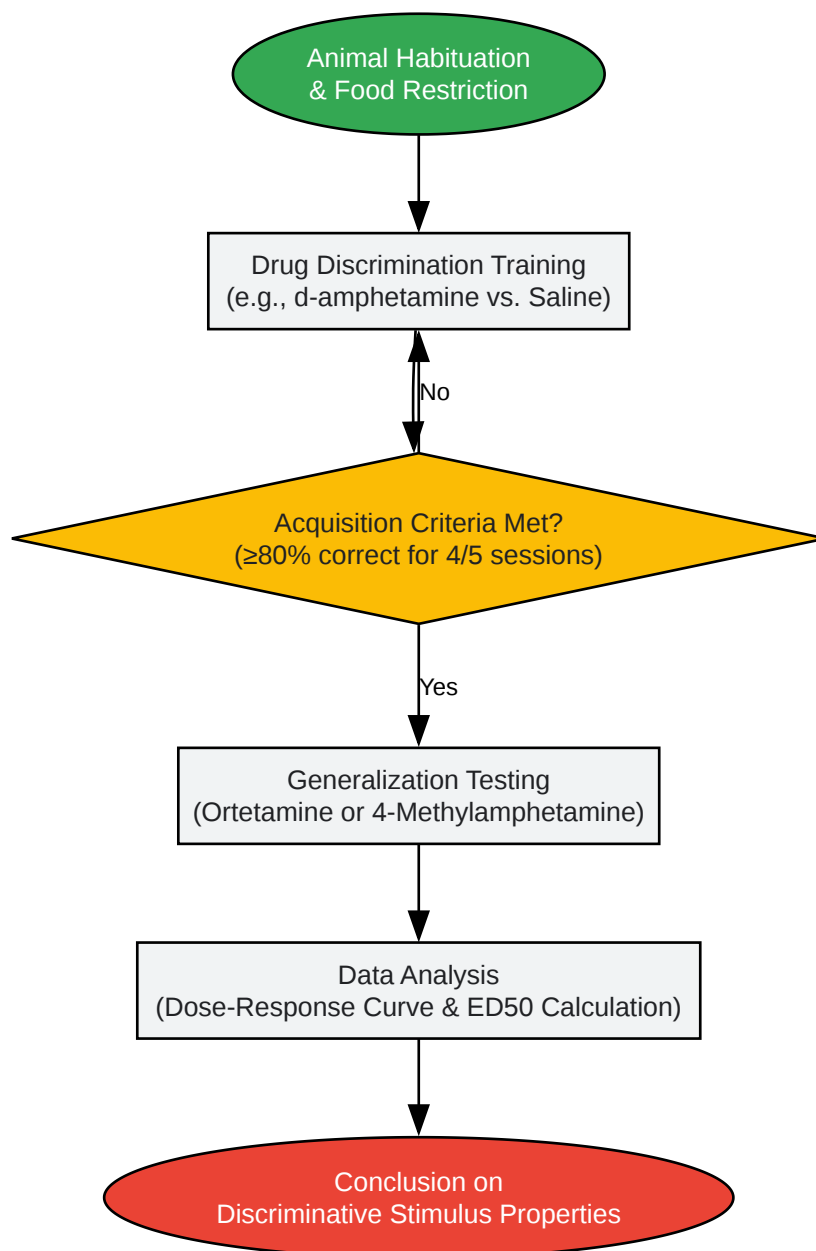 Animal Habituation
& Food Restriction
Drug Discrimination Training
(e.g., d-amphetamine vs. Saline)
No
Acquisition Criteria Met?
(≥80% correct for 4/5 sessions)
Yes
Generalization Testing
(Ortetamine or 4-Methylamphetamine)
Data Analysis
(Dose-Response Curve & ED50 Calculation)
Conclusion on
Discriminative Stimulus Properties